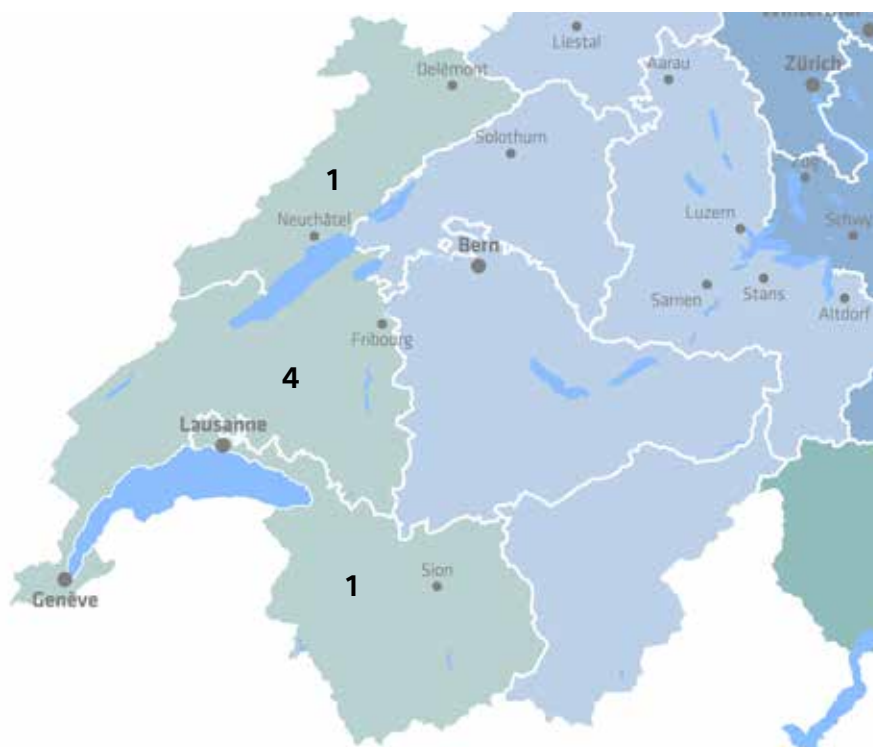 Liestal
Aarau
Zürich
Delémont
Solothurn
1
Neuchâtel
Zug
Luzern
Bern
Sarnen
Stans
Altdorf
Fribourg
4
Lausanne
Sion
1
Genève